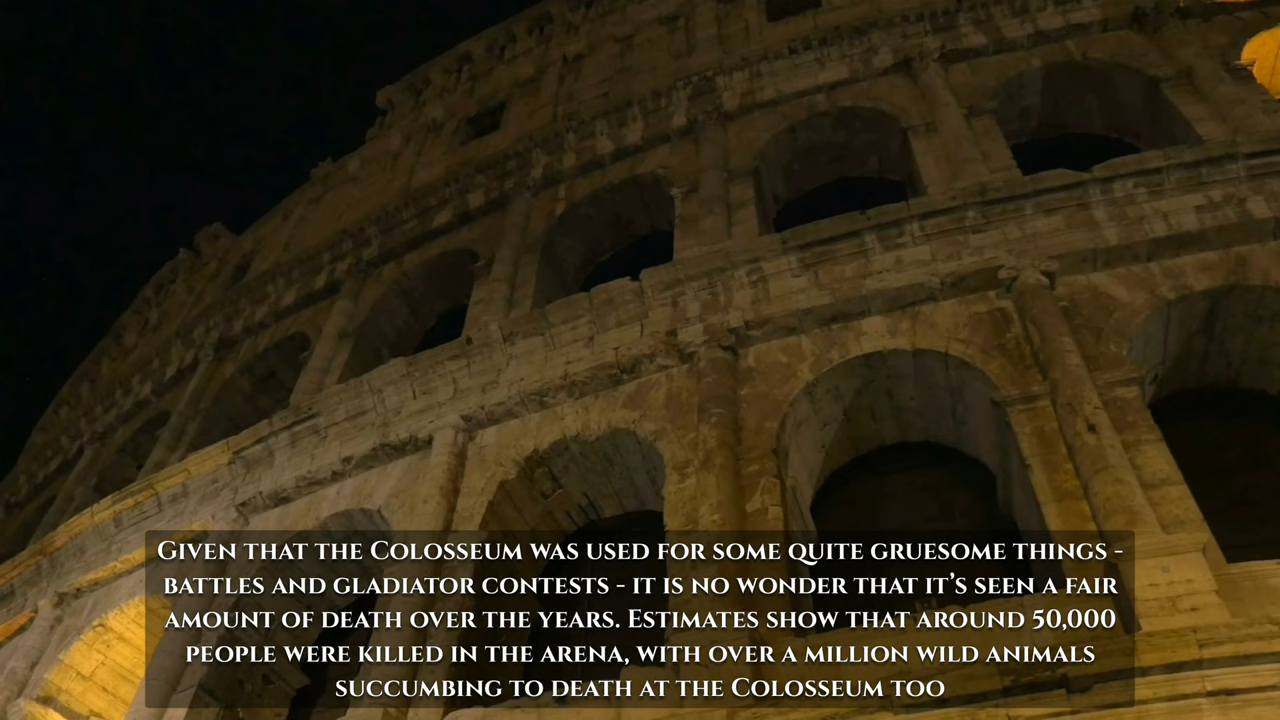 Given that the Colosseum was used for some quite gruesome things -
battles and gladiator contests - it is no wonder that it's seen a fair
amount of death over the years. Estimates show that around 50,000
people were killed in the arena, with over a million wild animals
succumbing to death at the Colosseum too